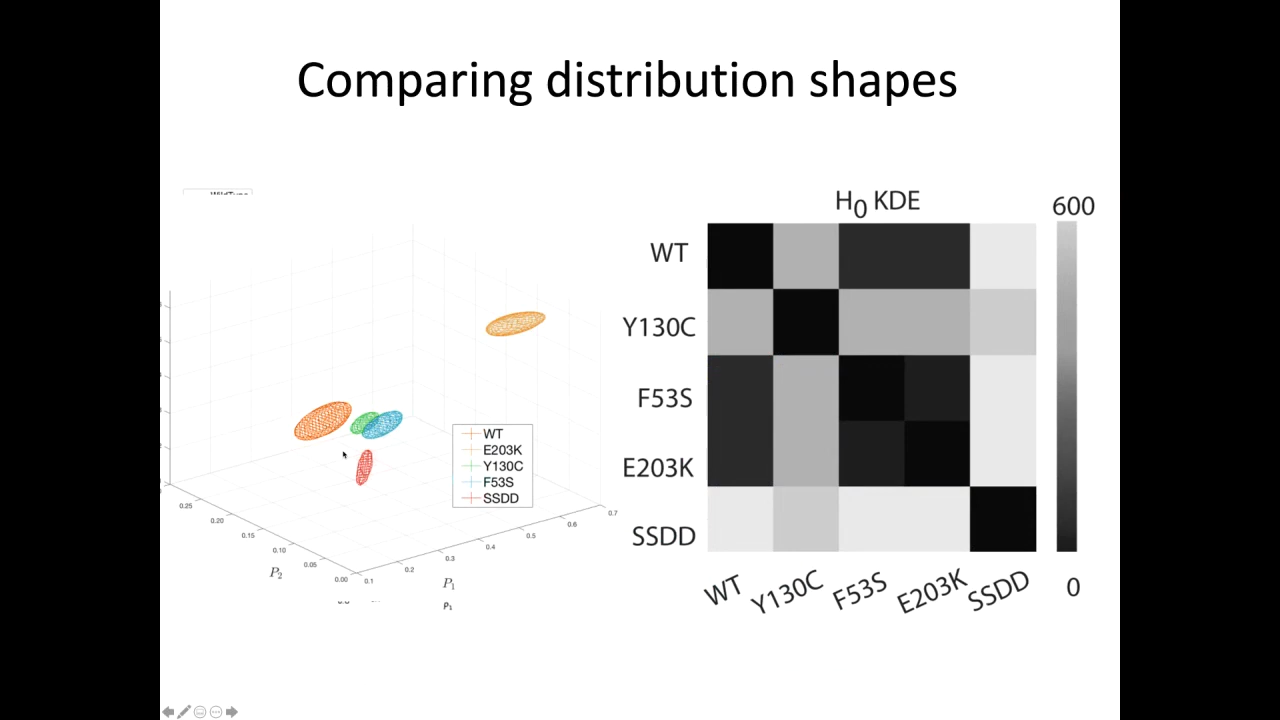 Comparing distribution shapes
WT
E203K
Y130C
F53S
SSDD
0.25
0.20
0.15
0.10
0.05
0.00
P2
0.1
0.2
0.3
0.4
0.5
0.6
0.7
P1
P1
H0 KDE
WT
Y130C
F53S
E203K
SSDD
WT
Y130C
F53S
E203K
SSDD
600
0